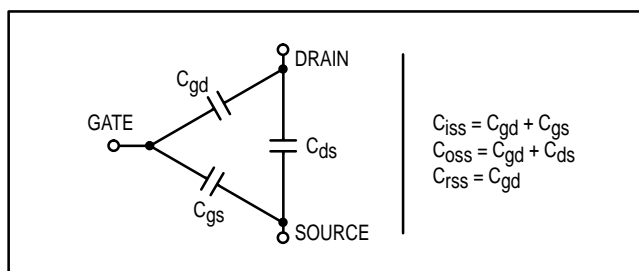 DRAIN
Cgd
GATE
Cds
Cgs
SOURCE
Ciss = Cgd + Cgs
Coss = Cgd + Cds
Crss = Cgd